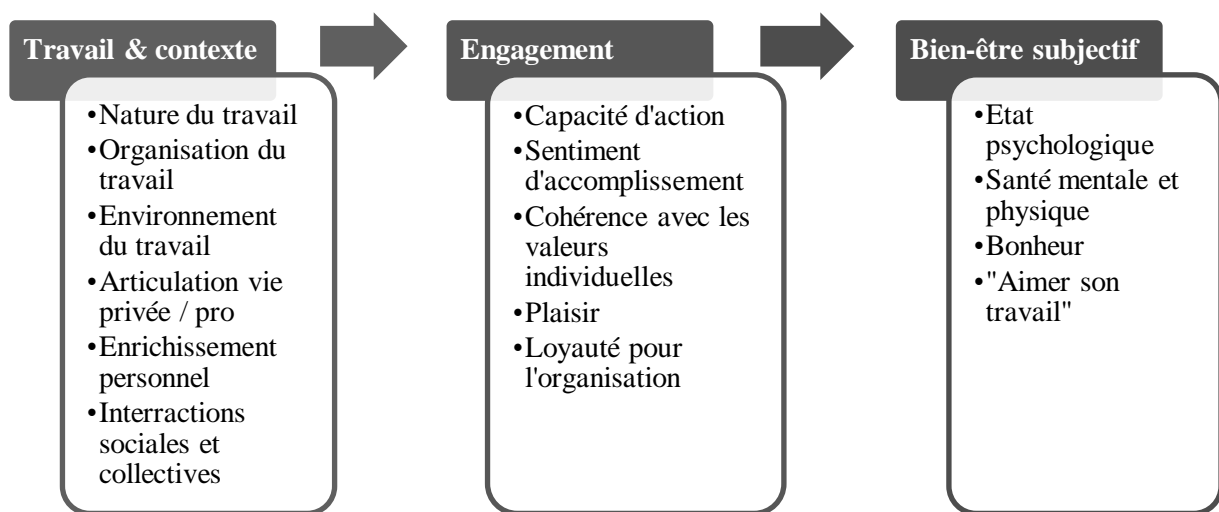 Travail & contexte
•Nature du travail
•Organisation du
travail
•Environnement
du travail
•Articulation vie
privée / pro
•Enrichissement
personnel
•Interractions
sociales et
collectives
Engagement
•Capacité d'action
•Sentiment
d'accomplissement
•Cohérence avec les
valeurs
individuelles
•Plaisir
•Loyauté pour
l'organisation
Bien-être subjectif
•Etat
psychologique
•Santé mentale et
physique
•Bonheur
•"Aimer son
travail"